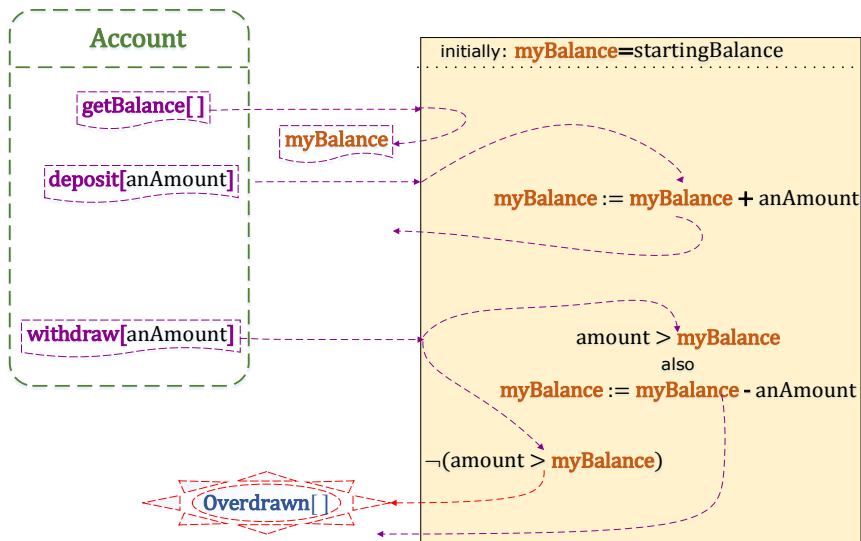 Account
initially: myBalance=startingBalance
getBalance[ ]
myBalance
deposit[anAmount]
myBalance := myBalance + anAmount
withdraw[anAmount]
amount > myBalance
also
myBalance := myBalance - anAmount
¬(amount > myBalance)
Overdrawn[ ]